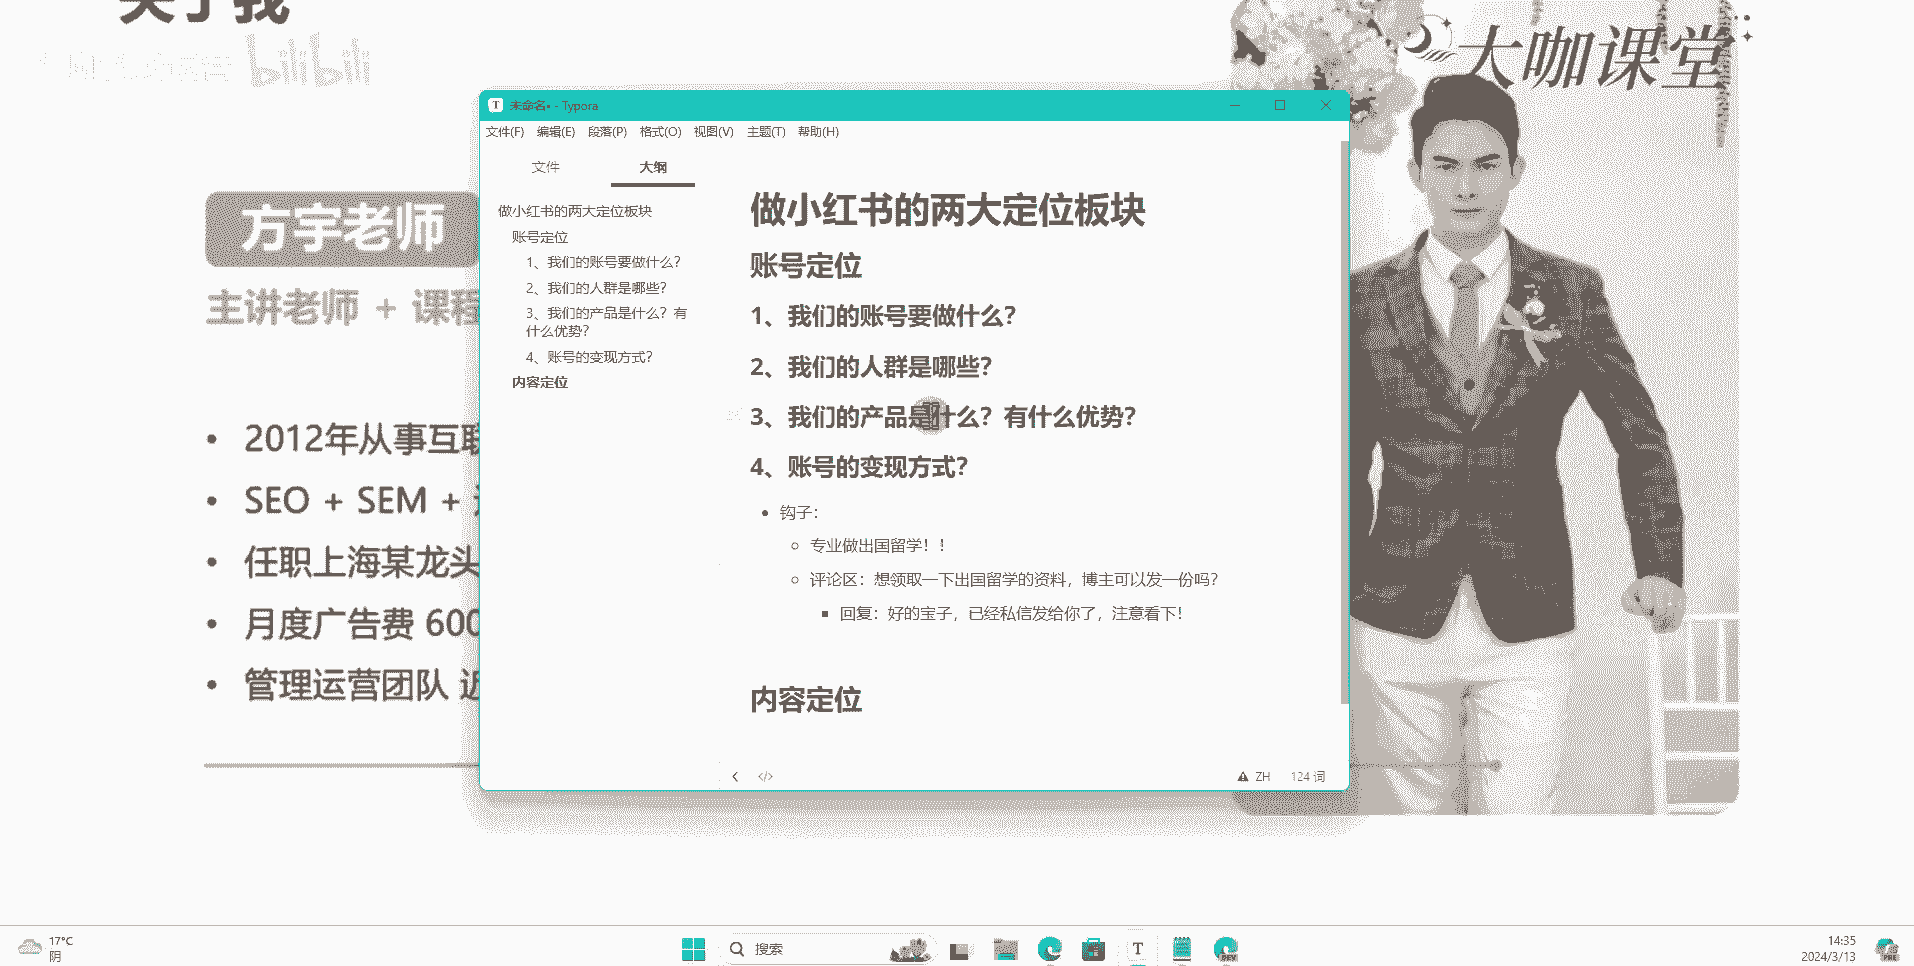 关于我
bilibili
大咖课堂
方宇老师
主讲老师 + 课程
2012年从事互联
SEO + SEM +
任职上海某龙头
月度广告费 600
管理运营团队 近
未命名• - Typora
文件(F) 编辑(E) 段落(P) 格式(O) 视图(V) 主题(T) 帮助(H)
文件 大纲
做小红书的两大定位板块
账号定位
1、我们的账号要做什么?
2、我们的人群是哪些?
3、我们的产品是什么? 有
什么优势?
4、账号的变现方式?
内容定位
做小红书的两大定位板块
账号定位
1、我们的账号要做什么?
2、我们的人群是哪些?
3、我们的产品是什么? 有什么优势?
4、账号的变现方式?
钩子:
专业做出国留学! !
评论区: 想领取一下出国留学的资料, 博主可以发一份吗?
回复: 好的宝子, 已经私信发给你了, 注意看下!
内容定位
ZH 124 词
17°C
阴
搜索
14:35
2024/3/13